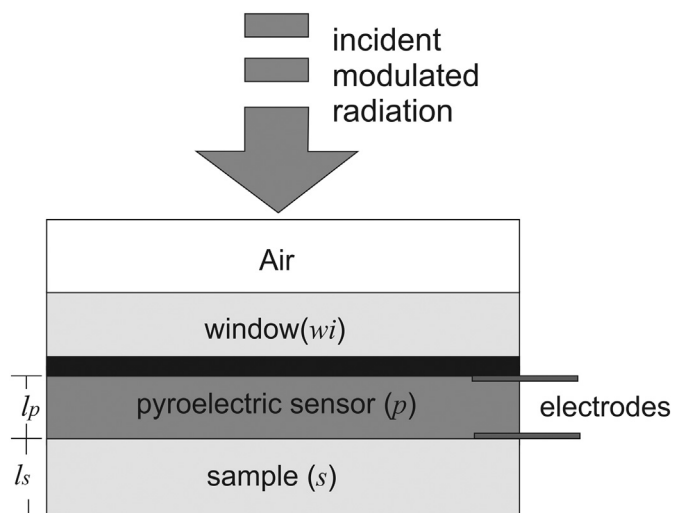 incident
modulated
radiation
Air
window(wi)
lp
pyroelectric sensor (p)
electrodes
ls
sample (s)